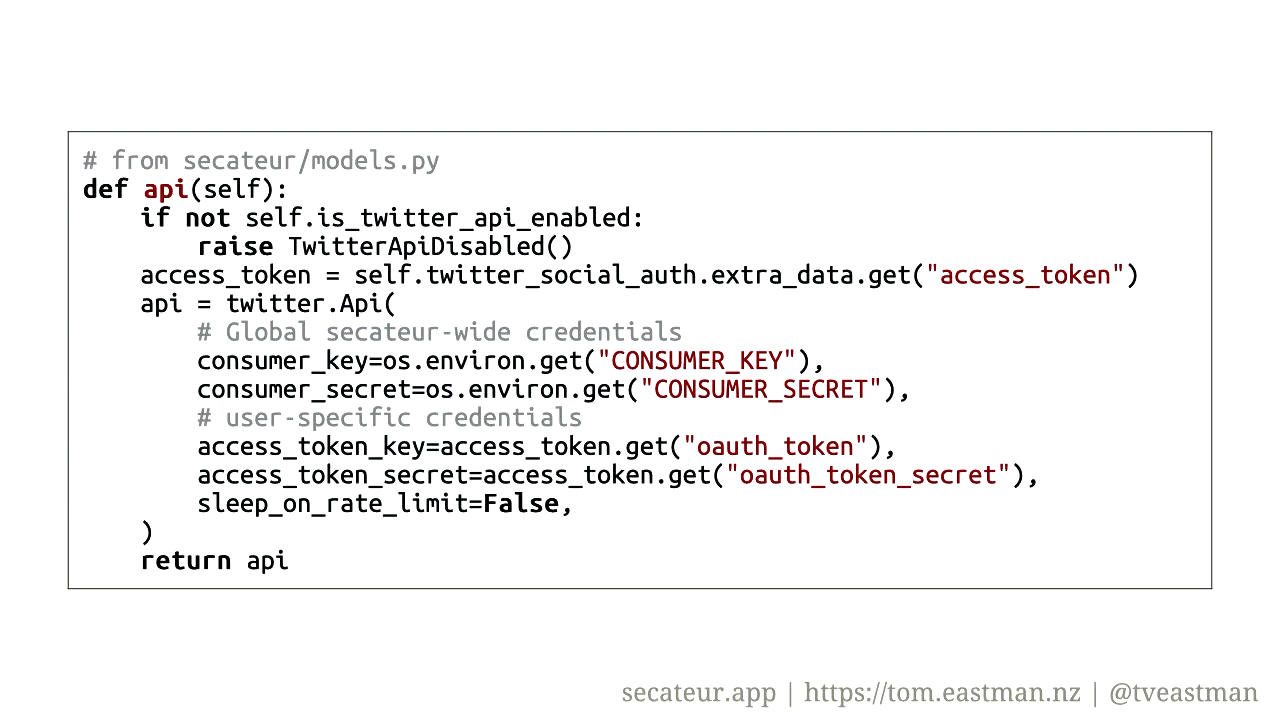 # from secateur/models.py
def api(self):
    if not self.is_twitter_api_enabled:
        raise TwitterApiDisabled()
    access_token = self.twitter_social_auth.extra_data.get("access_token")
    api = twitter.Api(
        # Global secateur-wide credentials
        consumer_key=os.environ.get("CONSUMER_KEY"),
        consumer_secret=os.environ.get("CONSUMER_SECRET"),
        # user-specific credentials
        access_token_key=access_token.get("oauth_token"),
        access_token_secret=access_token.get("oauth_token_secret"),
        sleep_on_rate_limit=False,
    )
    return api
secateur.app | https://tom.eastman.nz | @tveastman